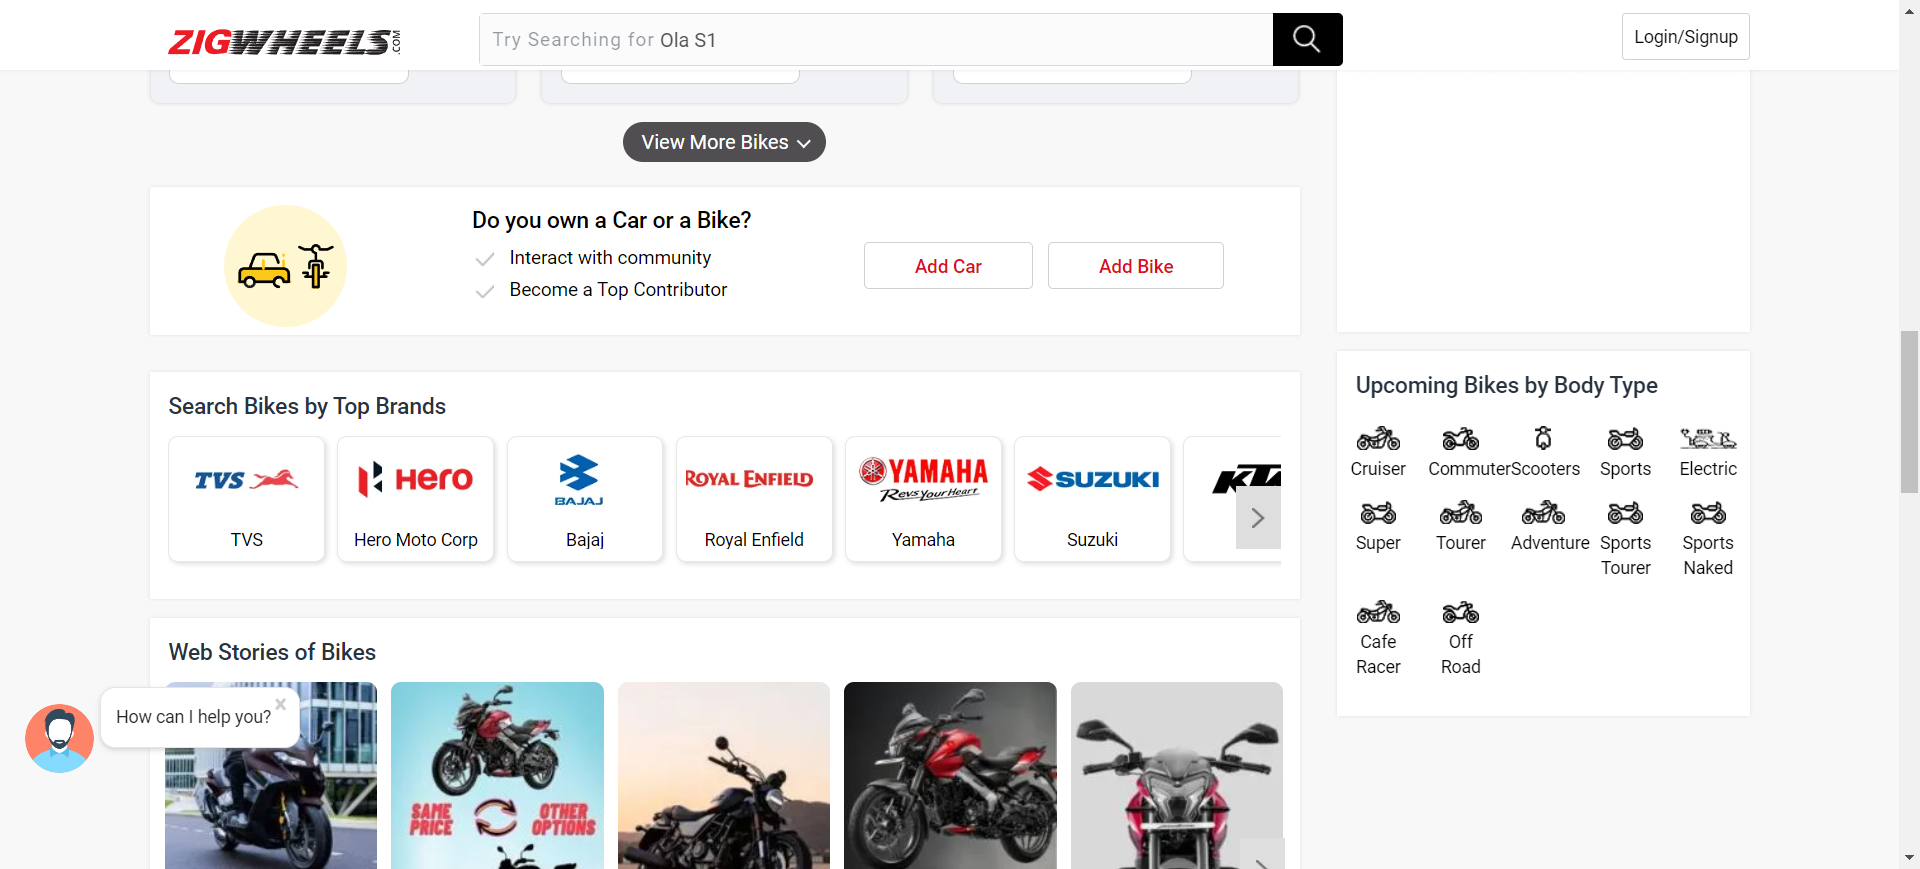 ZIGWHEELS.COM
Try Searching for Ola S1
Login/Signup
View More Bikes
Do you own a Car or a Bike?
Interact with community
Become a Top Contributor
Add Car
Add Bike
Search Bikes by Top Brands
TVS
Hero
BAJAJ
ROYAL ENFIELD
YAMAHA
Revs Your Heart
SUZUKI
TVS
Hero Moto Corp
Bajaj
Royal Enfield
Yamaha
Suzuki
Upcoming Bikes by Body Type
Cruiser
Commuter
Scooters
Sports
Electric
Super
Tourer
Adventure
Sports
Tourer
Sports
Naked
Cafe
Racer
Off
Road
Web Stories of Bikes
How can I help you?
SAME
PRICE
OTHER
OPTIONS